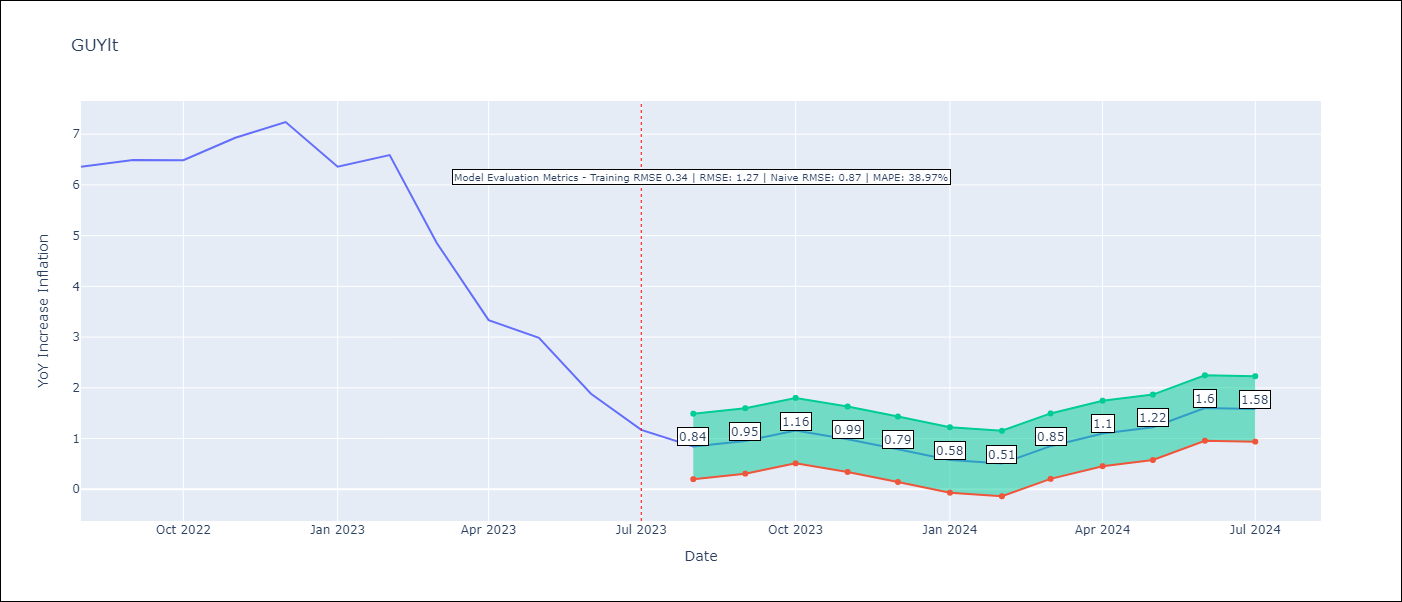 GUYlt
Model Evaluation Metrics - Training RMSE 0.34 | RMSE: 1.27 | Naive RMSE: 0.87 | MAPE: 38.97%
YoY Increase Inflation
7
6
5
4
3
2
1
0
0.84
0.95
1.16
0.99
0.79
0.58
0.51
0.85
1.1
1.22
1.6
1.58
Oct 2022
Jan 2023
Apr 2023
Jul 2023
Oct 2023
Jan 2024
Apr 2024
Jul 2024
Date